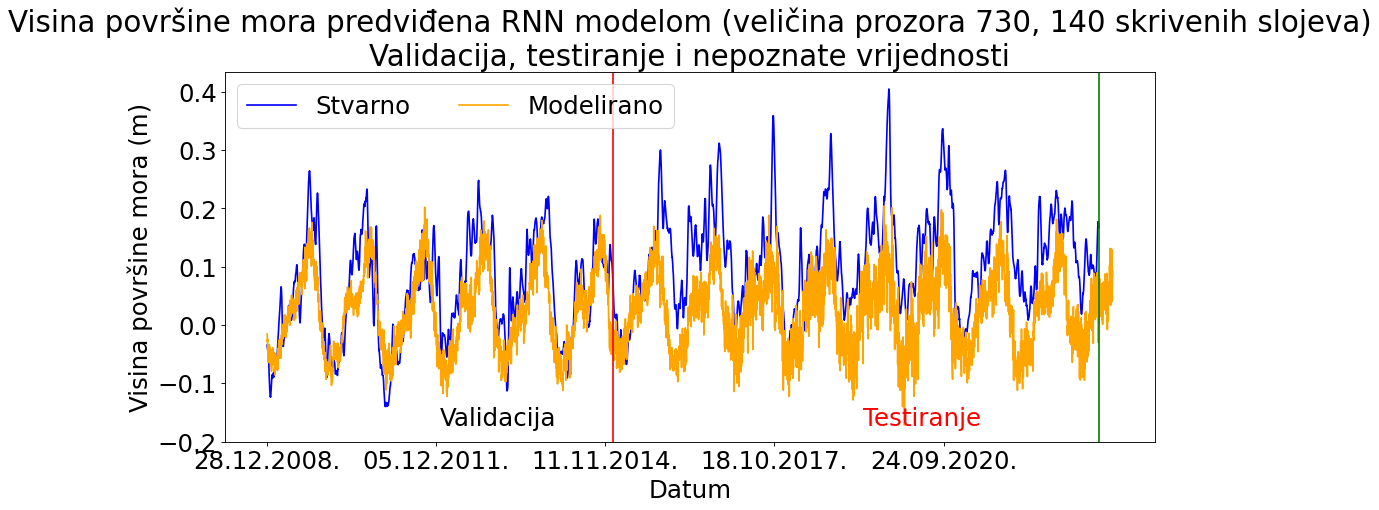 Visina površine mora predviđena RNN modelom (veličina prozora 730, 140 skrivenih slojeva)
Validacija, testiranje i nepoznate vrijednosti
Stvarno
Modelirano
Visina površine mora (m)
0.4
0.3
0.2
0.1
0.0
−0.1
−0.2
Validacija
Testiranje
28.12.2008.
05.12.2011.
11.11.2014.
18.10.2017.
24.09.2020.
Datum